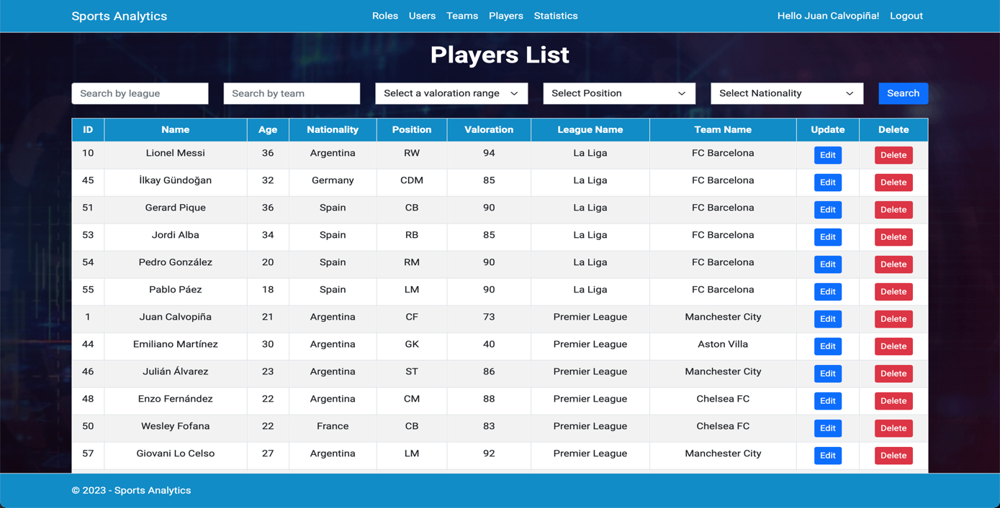 Sports Analytics Roles Users Teams Players Statistics Hello Juan Calvopiña! Logout
Players List
Search by league Search by team Select a valoration range Select Position Select Nationality Search
ID Name Age Nationality Position Valoration League Name Team Name Update Delete
10 Lionel Messi 36 Argentina RW 94 La Liga FC Barcelona Edit Delete
45 İlkay Gündoğan 32 Germany CDM 85 La Liga FC Barcelona Edit Delete
51 Gerard Pique 36 Spain CB 90 La Liga FC Barcelona Edit Delete
53 Jordi Alba 34 Spain RB 85 La Liga FC Barcelona Edit Delete
54 Pedro González 20 Spain RM 90 La Liga FC Barcelona Edit Delete
55 Pablo Páez 18 Spain LM 90 La Liga FC Barcelona Edit Delete
1 Juan Calvopiña 21 Argentina CF 73 Premier League Manchester City Edit Delete
44 Emiliano Martínez 30 Argentina GK 40 Premier League Aston Villa Edit Delete
46 Julián Álvarez 23 Argentina ST 86 Premier League Manchester City Edit Delete
48 Enzo Fernández 22 Argentina CM 88 Premier League Chelsea FC Edit Delete
50 Wesley Fofana 22 France CB 83 Premier League Chelsea FC Edit Delete
57 Giovani Lo Celso 27 Argentina LM 92 Premier League Manchester City Edit Delete
© 2023 - Sports Analytics